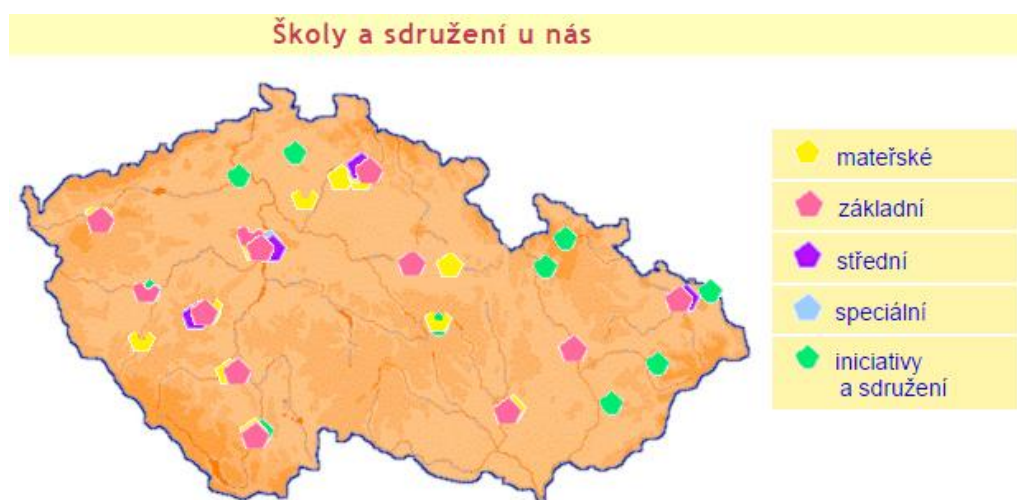 Školy a sdružení u nás
mateřské
základní
střední
speciální
iniciativy
a sdružení